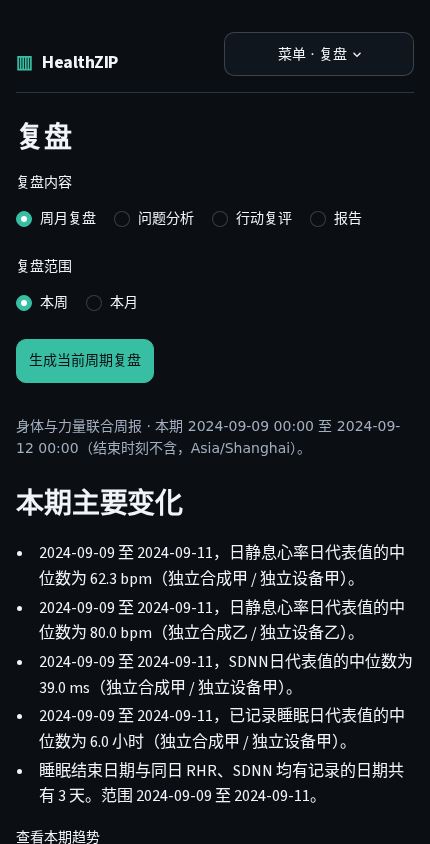 HealthZIP
菜单 · 复盘
复盘
复盘内容
周月复盘 问题分析 行动复评 报告
复盘范围
本周 本月
生成当前周期复盘
身体与力量联合周报 · 本期 2024-09-09 00:00 至 2024-09-
12 00:00（结束时刻不含，Asia/Shanghai）。
本期主要变化
2024-09-09 至 2024-09-11，日静息心率日代表值的中
位数为 62.3 bpm（独立合成甲 / 独立设备甲）。
2024-09-09 至 2024-09-11，日静息心率日代表值的中
位数为 80.0 bpm（独立合成乙 / 独立设备乙）。
2024-09-09 至 2024-09-11，SDNN日代表值的中位数为
39.0 ms（独立合成甲 / 独立设备甲）。
2024-09-09 至 2024-09-11，已记录睡眠日代表值的中
位数为 6.0 小时（独立合成甲 / 独立设备甲）。
睡眠结束日期与同日 RHR、SDNN 均有记录的日期共
有 3 天。范围 2024-09-09 至 2024-09-11。
查看本期趋势